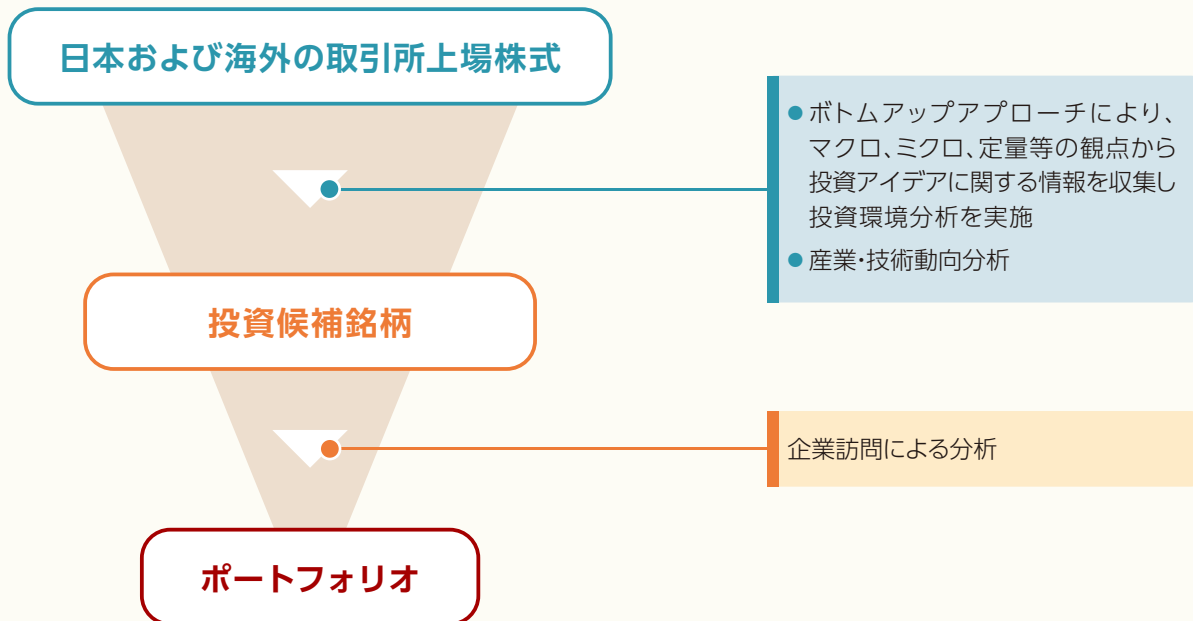 日本および海外の取引所上場株式
●ボトムアップアプローチにより、
マクロ、ミクロ、定量等の観点から
投資アイデアに関する情報を収集し
投資環境分析を実施
●産業・技術動向分析
投資候補銘柄
企業訪問による分析
ポートフォリオ